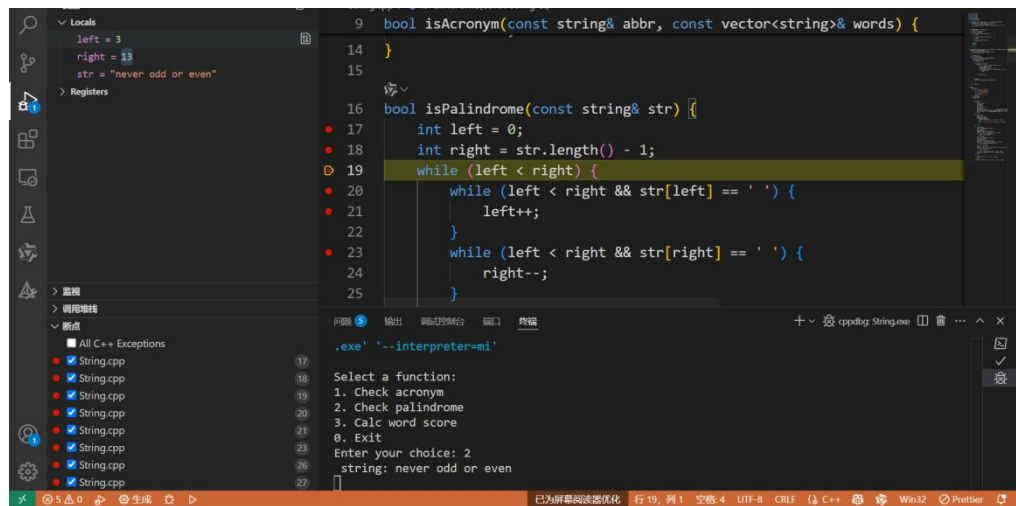 Locals
left = 3
right = 13
str = "never odd or even"
Registers
监视
调用堆栈
断点
All C++ Exceptions
String.cpp 17
String.cpp 18
String.cpp 19
String.cpp 20
String.cpp 21
String.cpp 23
String.cpp 26
String.cpp 27
9 bool isAcronym(const string& abbr, const vector<string>& words) {
14 }
15
16 bool isPalindrome(const string& str) {
17 int left = 0;
18 int right = str.length() - 1;
19 while (left < right) {
20 while (left < right && str[left] == ' ') {
21 left++;
22 }
23 while (left < right && str[right] == ' ') {
24 right--;
25 }
问题 5 输出 调试控制台 端口 终端 cppdbg: String.exe
.exe' '--interpreter=mi'
Select a function:
1. Check acronym
2. Check palindrome
3. Calc word score
0. Exit
Enter your choice: 2
string: never odd or even
1
1
5 0 生成 已为屏幕阅读器优化 行 19, 列 1 空格: 4 UTF-8 CRLF C++ Win32 Prettier